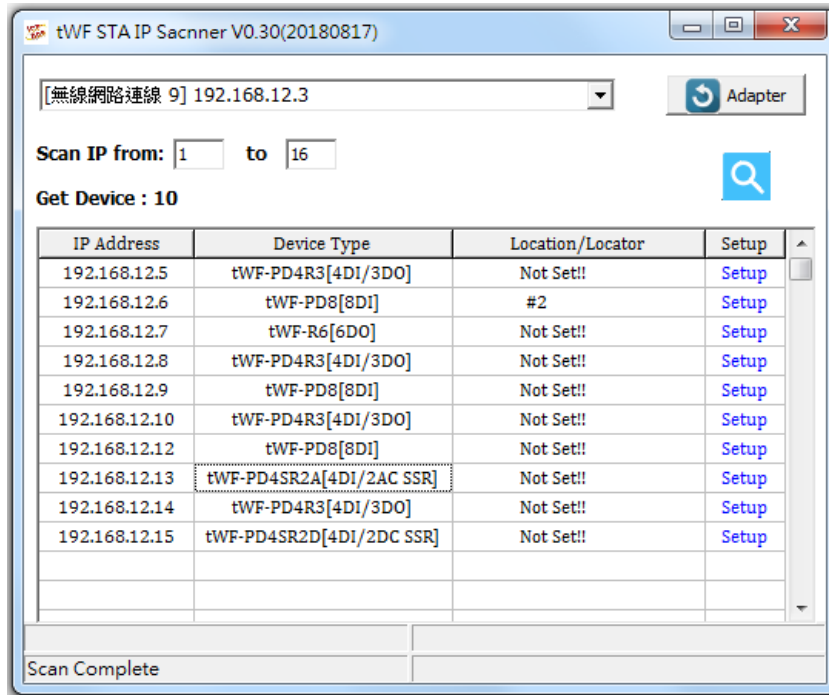 tWF STA IP Sacnner V0.30(20180817)
[無線網路連線 9] 192.168.12.3
Adapter
Scan IP from: 1 to 16
Get Device : 10
IP Address Device Type Location/Locator Setup
192.168.12.5 tWF-PD4R3[4DI/3DO] Not Set!! Setup
192.168.12.6 tWF-PD8[8DI] #2 Setup
192.168.12.7 tWF-R6[6DO] Not Set!! Setup
192.168.12.8 tWF-PD4R3[4DI/3DO] Not Set!! Setup
192.168.12.9 tWF-PD8[8DI] Not Set!! Setup
192.168.12.10 tWF-PD4R3[4DI/3DO] Not Set!! Setup
192.168.12.12 tWF-PD8[8DI] Not Set!! Setup
192.168.12.13 tWF-PD4SR2A[4DI/2AC SSR] Not Set!! Setup
192.168.12.14 tWF-PD4R3[4DI/3DO] Not Set!! Setup
192.168.12.15 tWF-PD4SR2D[4DI/2DC SSR] Not Set!! Setup
Scan Complete